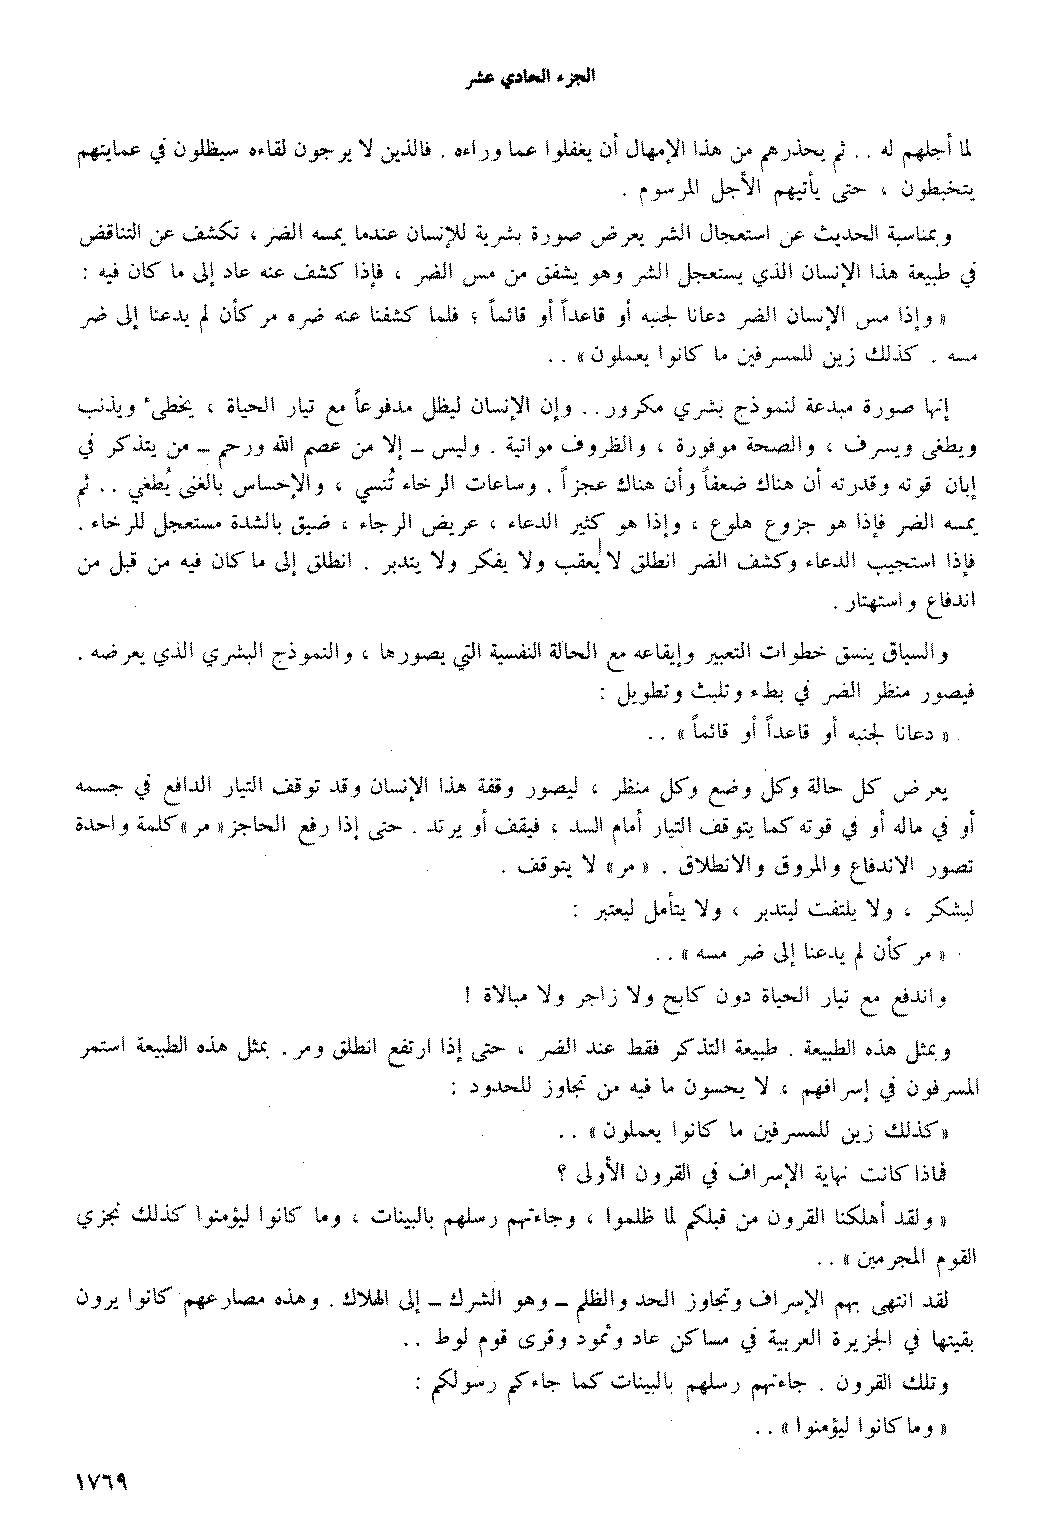 الجزء الحادي عشر
لما أجلهم له .. ثم يحذرهم من هذا الإمهال أن يغفلوا عما وراءه . فالذين لا يرجون لقاءه سيظلون في عمايتهم
يتخبطون ، حتى يأتيهم الأجل المرسوم .
وبمناسبة الحديث عن استعجال الشر يعرض صورة بشرية للإنسان عندما يمسه الضر ، تكشف عن التناقض
في طبيعة هذا الإنسان الذي يستعجل الشر وهو يشفق من مس الضر ، فإذا كشف عنه عاد إلى ما كان فيه :
« وإذا مس الإنسان الضر دعانا لجنبه أو قاعداً أو قائماً ؛ فلما كشفنا عنه ضره مر كأن لم يدعنا إلى ضر
مسه . كذلك زين للمسرفين ما كانوا يعملون » ..
إنها صورة مبدعة لنموذج بشري مكرور .. وإن الإنسان ليظل مدفوعاً مع تيار الحياة ، يخطىء ويذنب
ويطغى ويسرف ، والصحة موفورة ، والظروف مواتية . وليس – إلا من عصم الله ورحم – من يتذكر في
إبان قوته وقدرته أن هناك ضعفاً وأن هناك عجزاً . وساعات الرخاء تُنسي ، والإحساس بالغنى يُطغي .. ثم
يمسه الضر فإذا هو جزوع هلوع ، وإذا هو كثير الدعاء ، عريض الرجاء ، ضيق بالشدة مستعجل للرخاء .
فإذا استجيب الدعاء وكشف الضر انطلق لا يعقب ولا يفكر ولا يتدبر . انطلق إلى ما كان فيه من قبل من
اندفاع واستهتار .
والسياق ينسق خطوات التعبير وإيقاعه مع الحالة النفسية التي يصورها ، والنموذج البشري الذي يعرضه .
فيصور منظر الضر في بطء وتلبث وتطويل :
« دعانا لجنبه أو قاعداً أو قائماً » ..
يعرض كل حالة وكل وضع وكل منظر ، ليصور وقفة هذا الإنسان وقد توقف التيار الدافع في جسمه
أو في ماله أو في قوته كما يتوقف التيار أمام السد ، فيقف أو يرتد . حتى إذا رفع الحاجز « مر » كلمة واحدة
تصور الاندفاع والمروق والانطلاق . « مر » لا يتوقف .
ليشكر ، ولا يلتفت ليتدبر ، ولا يتأمل ليعتبر :
« مر كأن لم يدعنا إلى ضر مسه » ..
واندفع مع تيار الحياة دون كابح ولا زاجر ولا مبالاة !
وبمثل هذه الطبيعة . طبيعة التذكر فقط عند الضر ، حتى إذا ارتفع انطلق ومر . بمثل هذه الطبيعة استمر
المسرفون في إسرافهم ، لا يحسون ما فيه من تجاوز للحدود :
« كذلك زين للمسرفين ما كانوا يعملون » ..
فماذا كانت نهاية الإسراف في القرون الأولى ؟
« ولقد أهلكنا القرون من قبلكم لما ظلموا ، وجاءتهم رسلهم بالبينات ، وما كانوا ليؤمنوا كذلك نجزي
القوم المجرمين » ..
لقد انتهى بهم الإسراف وتجاوز الحد والظلم – وهو الشرك – إلى الهلاك . وهذه مصارعهم كانوا يرون
بقيتها في الجزيرة العربية في مساكن عاد وثمود وقرى قوم لوط ..
وتلك القرون . جاءتهم رسلهم بالبينات كما جاءكم رسولكم :
« وما كانوا ليؤمنوا » ..
١٧٦٩